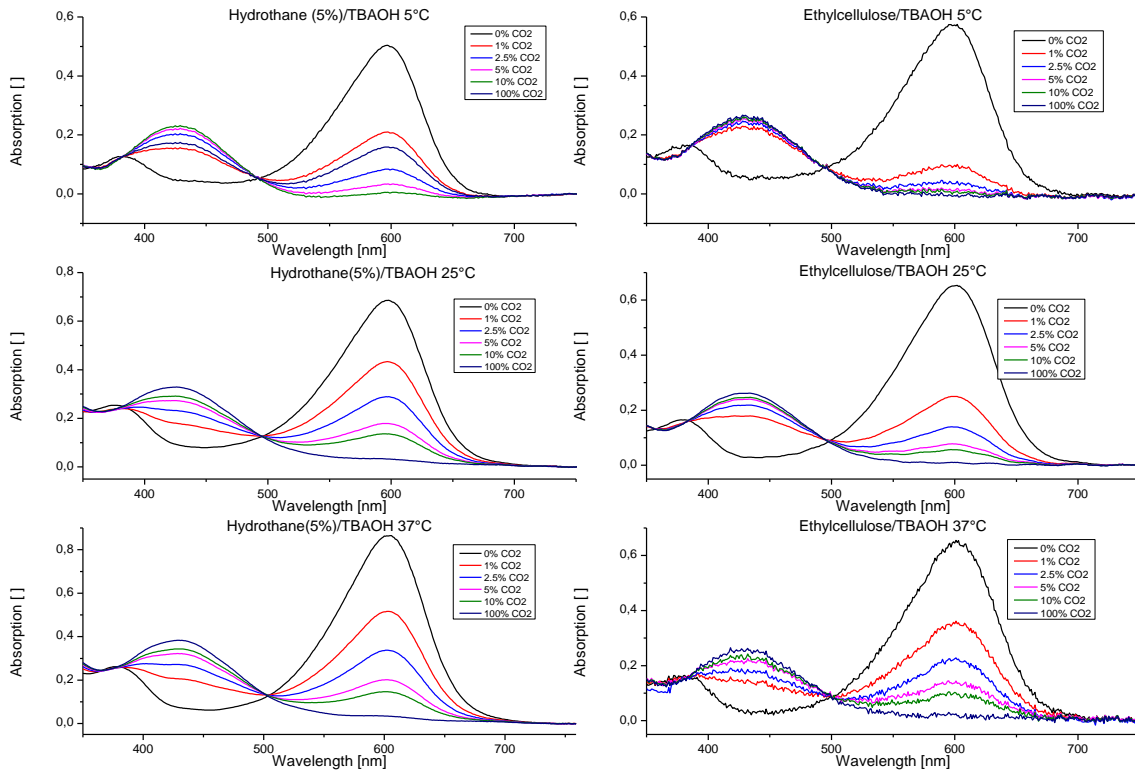 Hydrothane (5%)/TBAOH 5°C
0,6
0,4
0,2
0,0
Absorption [ ]
0% CO2
1% CO2
2.5% CO2
5% CO2
10% CO2
100% CO2
400
500
600
700
Wavelength [nm]
Ethylcellulose/TBAOH 5°C
0,6
0,4
0,2
0,0
Absorption [ ]
0% CO2
1% CO2
2.5% CO2
5% CO2
10% CO2
100% CO2
400
500
600
700
Wavelength [nm]
Hydrothane(5%)/TBAOH 25°C
0,8
0,6
0,4
0,2
0,0
Absorption [ ]
0% CO2
1% CO2
2.5% CO2
5% CO2
10% CO2
100% CO2
400
500
600
700
Wavelength [nm]
Ethylcellulose/TBAOH 25°C
0,6
0,4
0,2
0,0
Absorption [ ]
0% CO2
1% CO2
2.5% CO2
5% CO2
10% CO2
100% CO2
400
500
600
700
Wavelength [nm]
Hydrothane(5%)/TBAOH 37°C
0,8
0,6
0,4
0,2
0,0
Absorption [ ]
0% CO2
1% CO2
2.5% CO2
5% CO2
10% CO2
100% CO2
400
500
600
700
Wavelength [nm]
Ethylcellulose/TBAOH 37°C
0,6
0,4
0,2
0,0
Absorption [ ]
0% CO2
1% CO2
2.5% CO2
5% CO2
10% CO2
100% CO2
400
500
600
700
Wavelength [nm]